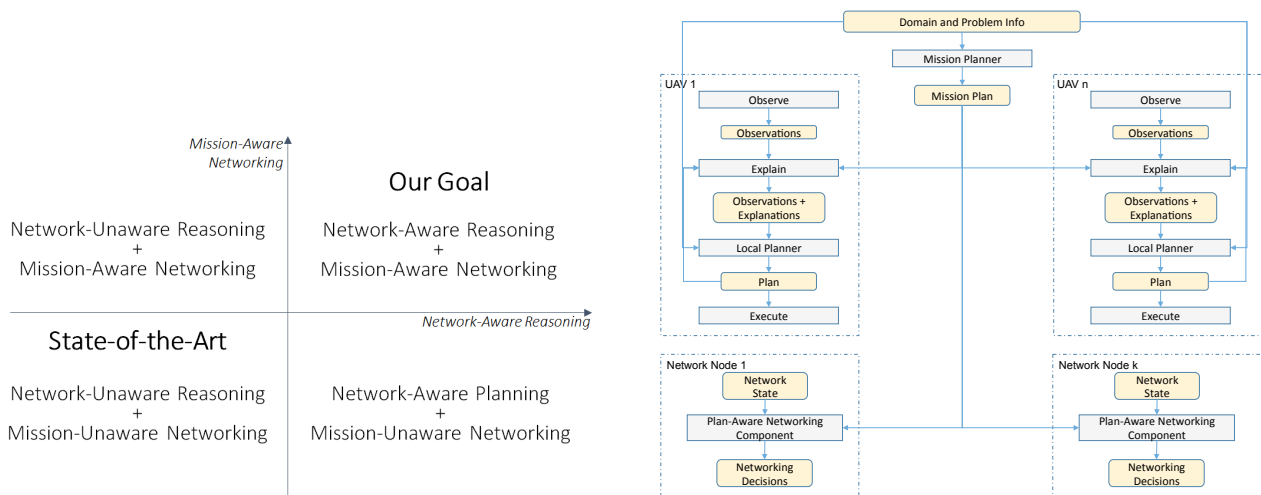 Mission-Aware
Networking
Our Goal
Network-Unaware Reasoning
+
Mission-Aware Networking
Network-Aware Reasoning
+
Mission-Aware Networking
Network-Aware Reasoning
State-of-the-Art
Network-Unaware Reasoning
+
Mission-Unaware Networking
Network-Aware Planning
+
Mission-Unaware Networking
Domain and Problem Info
Mission Planner
Mission Plan
UAV 1
Observe
Observations
Explain
Observations +
Explanations
Local Planner
Plan
Execute
UAV n
Observe
Observations
Explain
Observations +
Explanations
Local Planner
Plan
Execute
Network Node 1
Network
State
Plan-Aware Networking
Component
Networking
Decisions
Network Node k
Network
State
Plan-Aware Networking
Component
Networking
Decisions